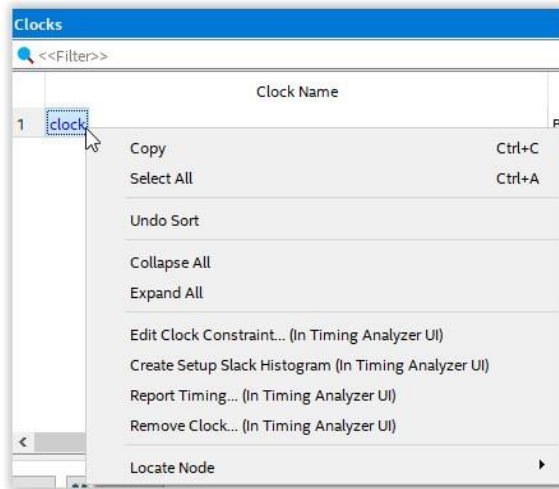 Clocks
<<Filter>>
Clock Name
1 clock
Copy Ctrl+C
Select All Ctrl+A
Undo Sort
Collapse All
Expand All
Edit Clock Constraint... (In Timing Analyzer UI)
Create Setup Slack Histogram (In Timing Analyzer UI)
Report Timing... (In Timing Analyzer UI)
Remove Clock... (In Timing Analyzer UI)
Locate Node